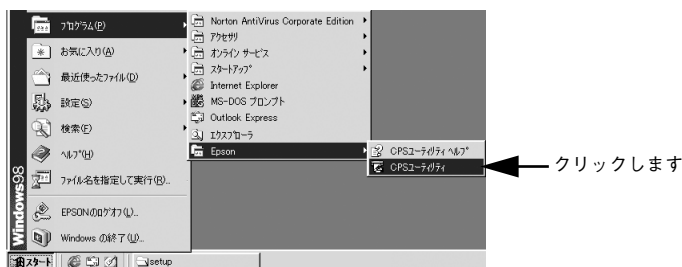 プログラム(P)
お気に入り(A)
最近使ったファイル(D)
設定(S)
検索(F)
ヘルプ(H)
ファイル名を指定して実行(R)...
EPSONのログオフ(L)...
Windows の終了(U)...
Windows98
Norton AntiVirus Corporate Edition
アクセサリ
オンライン サービス
スタートアップ
Internet Explorer
MS-DOS プロンプト
Outlook Express
エクスプローラ
Epson
CPSユーティリティ ヘルプ
CPSユーティリティ
クリックします
スタート
setup